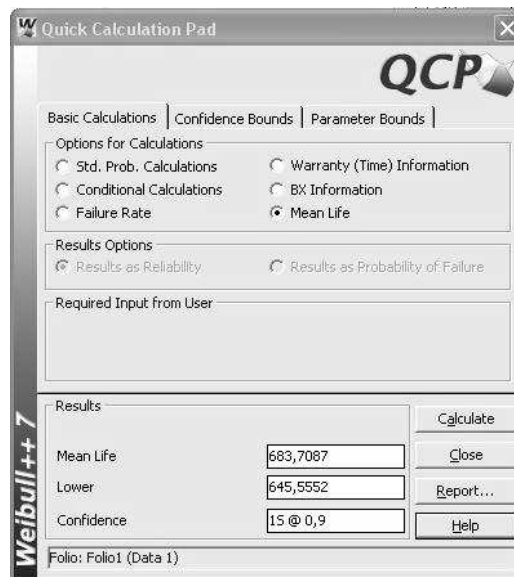 Quick Calculation Pad
QCP
Basic Calculations
Confidence Bounds
Parameter Bounds
Options for Calculations
Std. Prob. Calculations
Warranty (Time) Information
Conditional Calculations
BX Information
Failure Rate
Mean Life
Results Options
Results as Reliability
Results as Probability of Failure
Required Input from User
Results
Calculate
Mean Life
683,7087
Close
Lower
645,5552
Report...
Confidence
1S @ 0,9
Help
Weibull++ 7
Folio: Folio1 (Data 1)